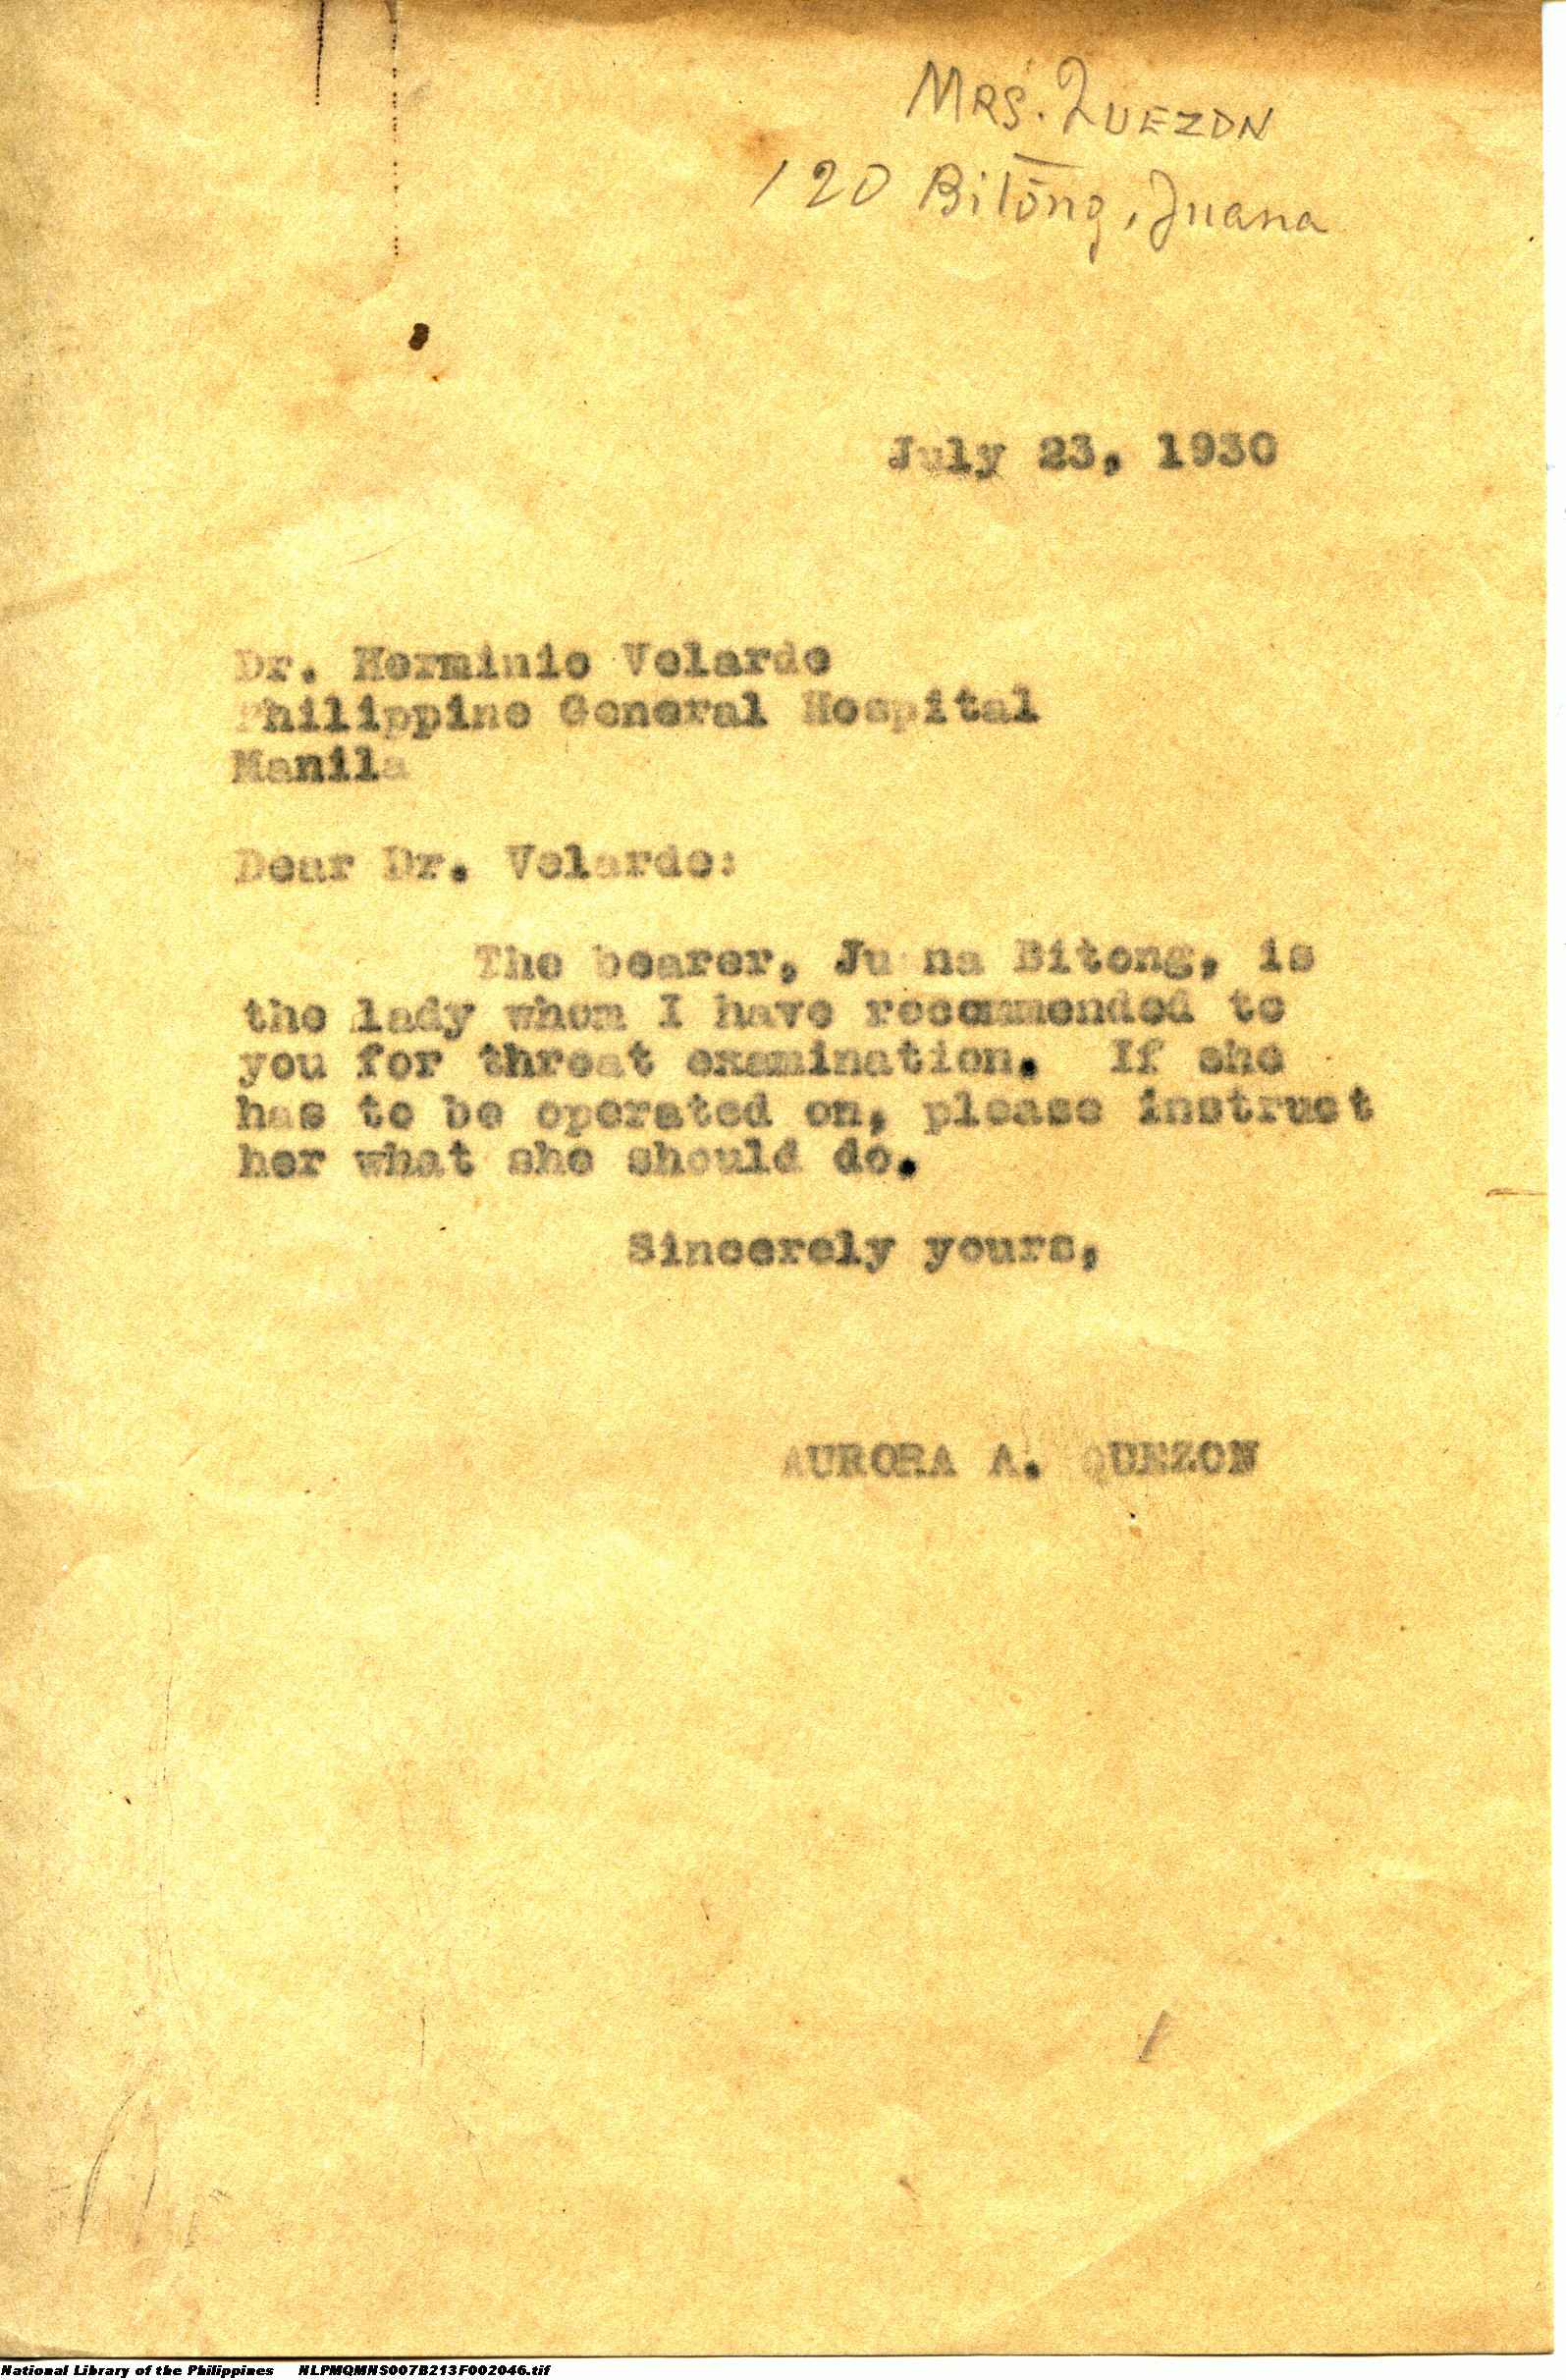 MRS. QUEZON
120 Bitong, Juana
July 23, 1930
Dr. Herminio Velarde
Philippine General Hospital
Manila
Dear Dr. Velarde:
The bearer, Juana Bitong, is
the lady whom I have recommended to
you for throat examination. If she
has to be operated on, please instruct
her what she should do.
Sincerely yours,
AURORA A. QUEZON
National Library of the Philippines NLPMQMNS007B213F002046.tif